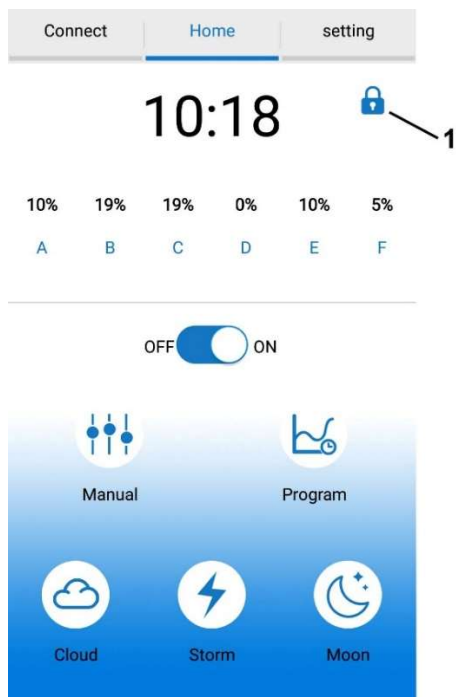 Connect Home setting
10:18
1
10% 19% 19% 0% 10% 5%
A B C D E F
OFF ON
Manual Program
Cloud Storm Moon